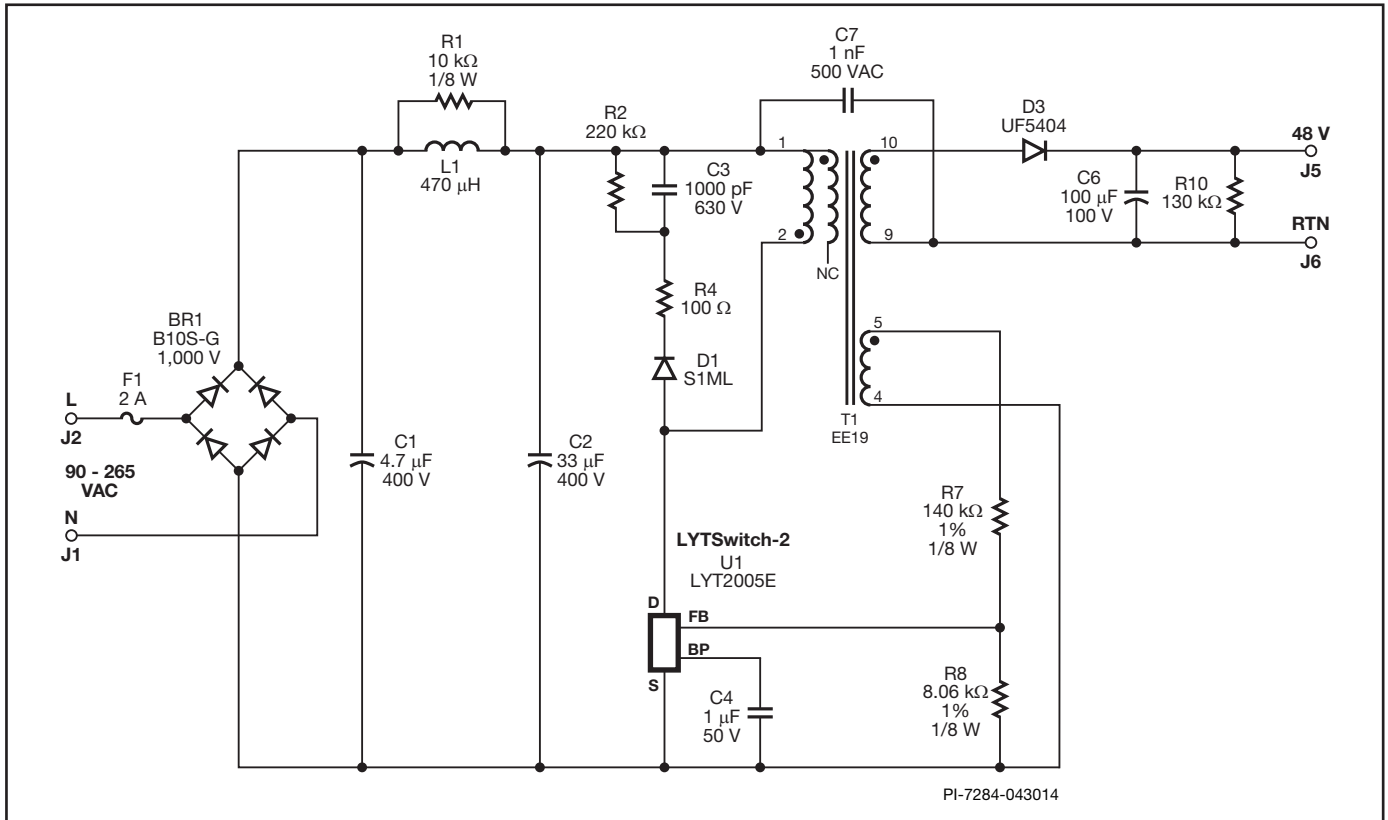 R1
10 kΩ
1/8 W
L1
470 µH
R2
220 kΩ
C3
1000 pF
630 V
C7
1 nF
500 VAC
1
2
NC
10
9
D3
UF5404
C6
100 µF
100 V
R10
130 kΩ
48 V
J5
RTN
J6
R4
100 Ω
D1
S1ML
5
4
T1
EE19
BR1
B10S-G
1,000 V
F1
2 A
L
J2
90 - 265
VAC
N
J1
C1
4.7 µF
400 V
C2
33 µF
400 V
LYTSwitch-2
U1
LYT2005E
D
FB
BP
S
C4
1 µF
50 V
R7
140 kΩ
1%
1/8 W
R8
8.06 kΩ
1%
1/8 W
PI-7284-043014